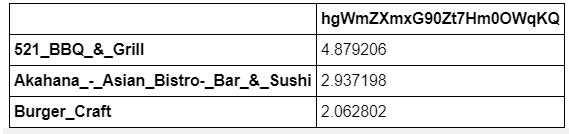 hgWmZXmxG90Zt7Hm0OWqKQ
521_BBQ_&_Grill 4.879206
Akahana_-_Asian_Bistro-_Bar_&_Sushi 2.937198
Burger_Craft 2.062802